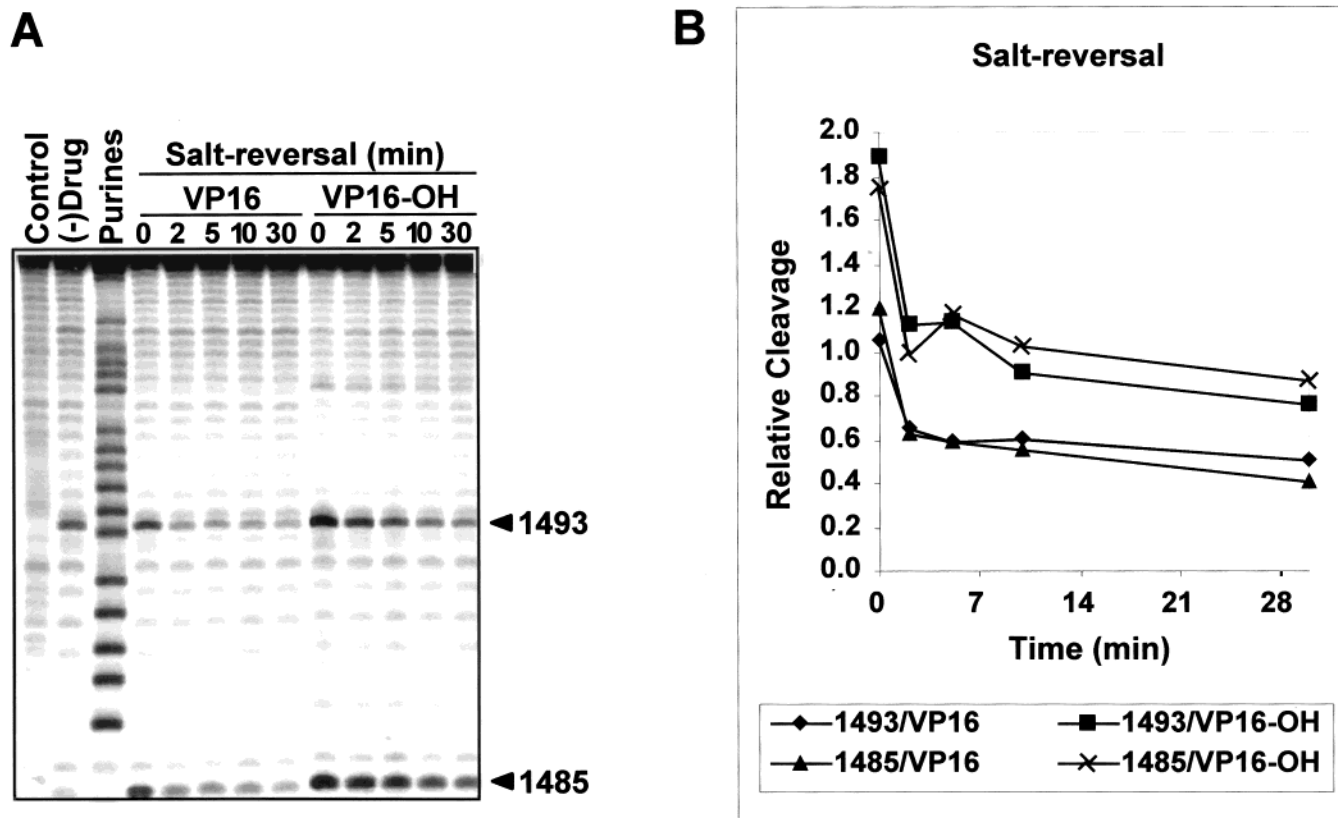 A
Control
(-)Drug
Purines
Salt-reversal (min)
VP16
VP16-OH
0 2 5 10 30 0 2 5 10 30
1493
1485
B
Salt-reversal
Relative Cleavage
2.0
1.8
1.6
1.4
1.2
1.0
0.8
0.6
0.4
0.2
0.0
0 7 14 21 28
Time (min)
1493/VP16
1493/VP16-OH
1485/VP16
1485/VP16-OH